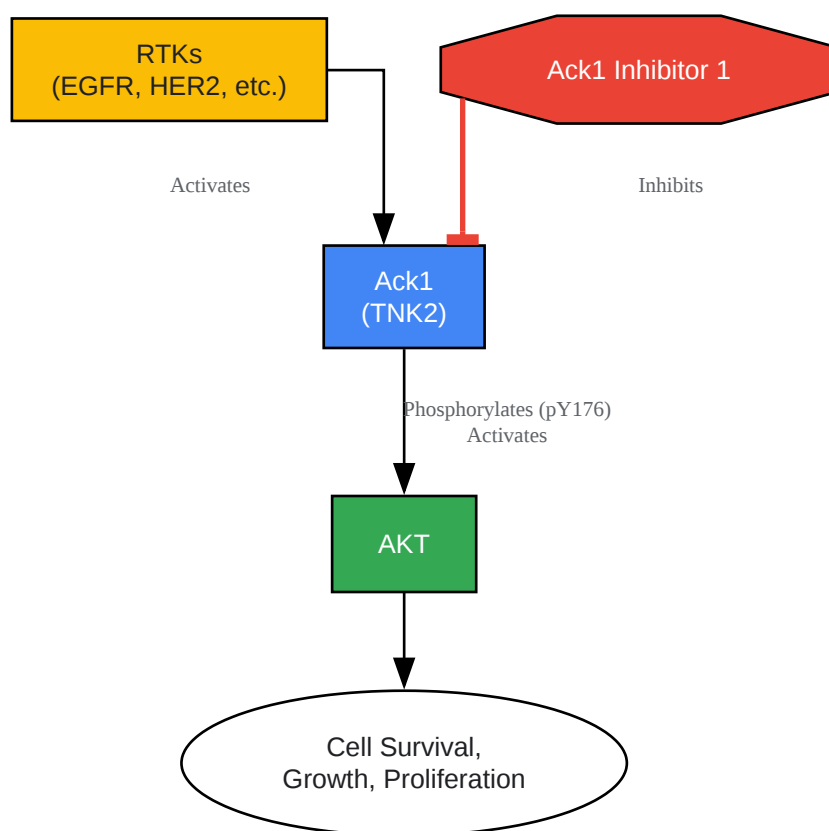 RTKs
(EGFR, HER2, etc.)
Ack1 Inhibitor 1
Activates
Inhibits
Ack1
(TNK2)
Phosphorylates (pY176)
Activates
AKT
Cell Survival,
Growth, Proliferation